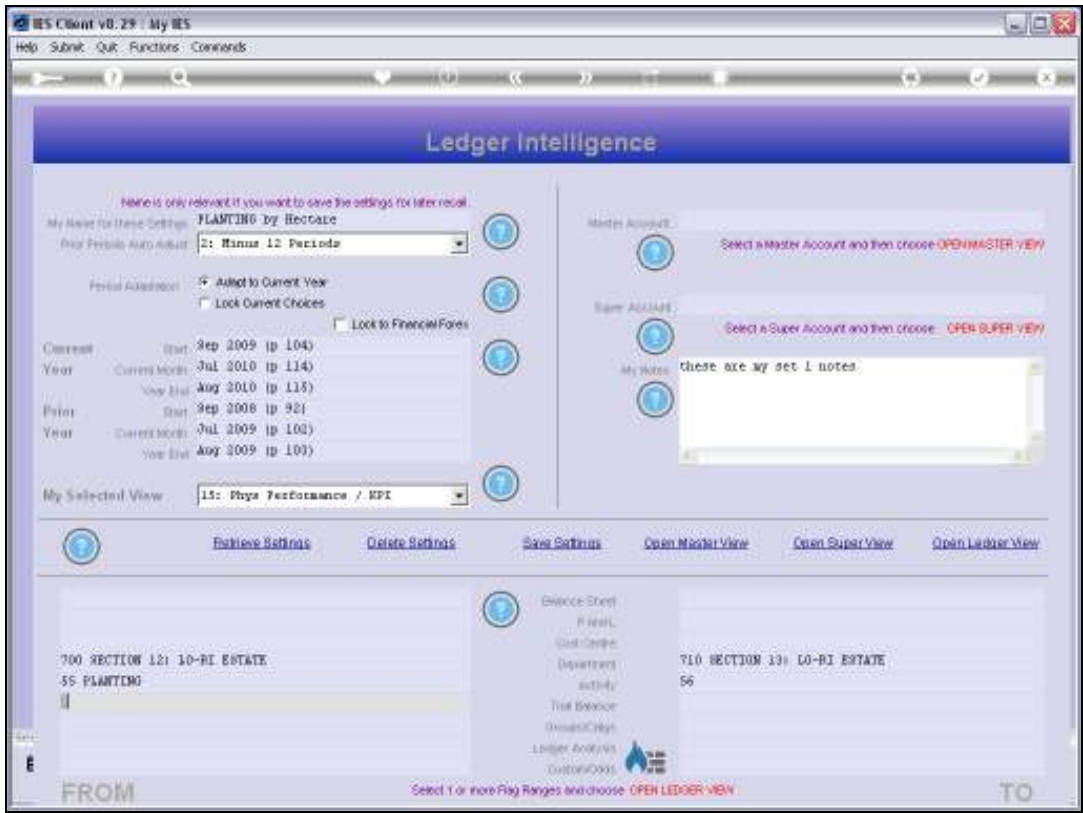 IES Client v8.29 : My IES
Help Submit Quit Functions Commands
Ledger Intelligence
Name is only relevant if you want to save the settings for later recall.
My Name for these Settings PLANTING by Hectare
Prior Periods Auto Adjust 2: Minus 12 Periods
Period Adaptation Adapt to Current Year
Lock Current Choices
Lock to Financial Forex
Current Start Sep 2009 (p 104)
Year Current Month Jul 2010 (p 114)
Year End Aug 2010 (p 115)
Prior Start Sep 2008 (p 92)
Year Current Month Jul 2009 (p 102)
Year End Aug 2009 (p 103)
My Selected View 15: Phys Performance / KPI
Master Account
Select a Master Account and then choose OPEN MASTER VIEW
Super Account
Select a Super Account and then choose OPEN SUPER VIEW
My Notes these are my set 1 notes
Retrieve Settings Delete Settings Save Settings Open Master View Open Super View Open Ledger View
Balance Sheet
P and L
Cost Centre
700 SECTION 12: LO-RI ESTATE Department 710 SECTION 13: LO-RI ESTATE
55 PLANTING Activity 56
Trial Balance
Ledger Analysis
FROM Select 1 or more Flag Ranges and choose OPEN LEDGER VIEW TO